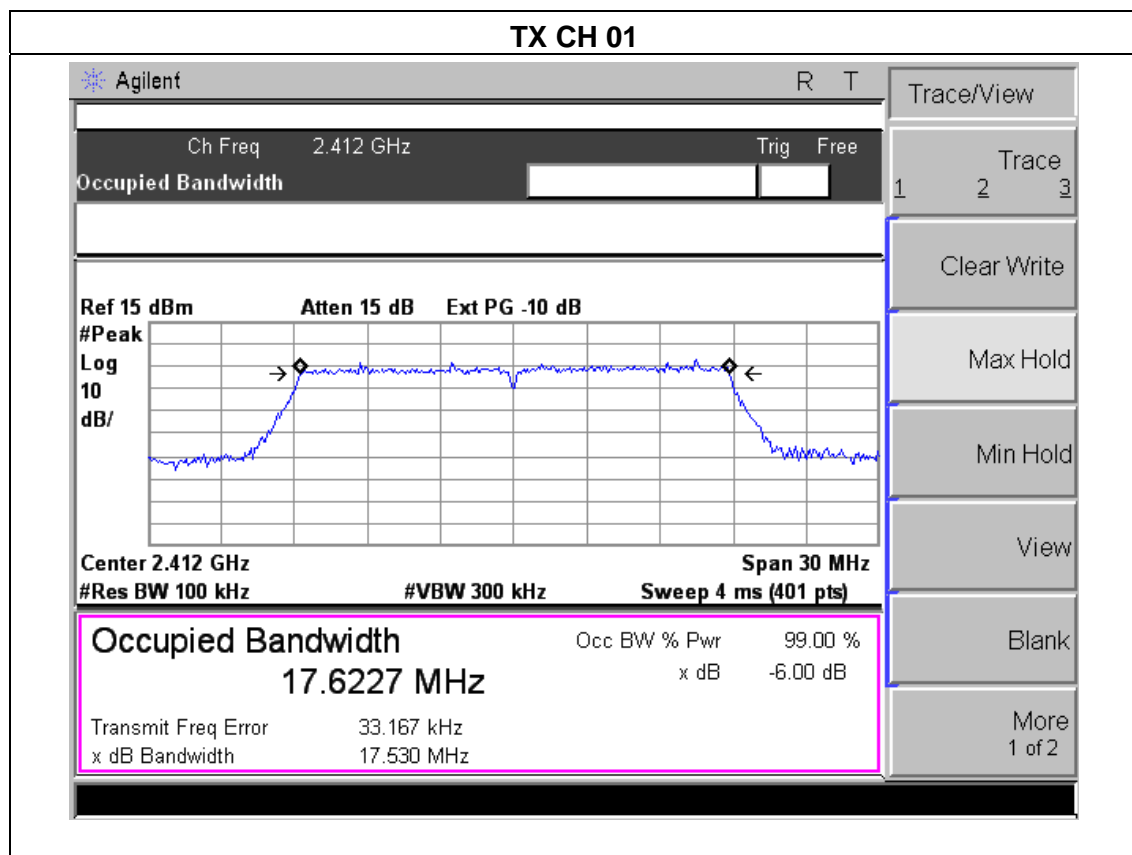 TX CH 01
Agilent R T
Trace/View
Ch Freq 2.412 GHz Trig Free
Occupied Bandwidth
Trace
1 2 3
Clear Write
Ref 15 dBm Atten 15 dB Ext PG -10 dB
#Peak
Log
10
dB/
Max Hold
Min Hold
Center 2.412 GHz Span 30 MHz
#Res BW 100 kHz #VBW 300 kHz Sweep 4 ms (401 pts)
View
Occupied Bandwidth Occ BW % Pwr 99.00 %
17.6227 MHz x dB -6.00 dB
Blank
Transmit Freq Error 33.167 kHz
x dB Bandwidth 17.530 MHz
More
1 of 2